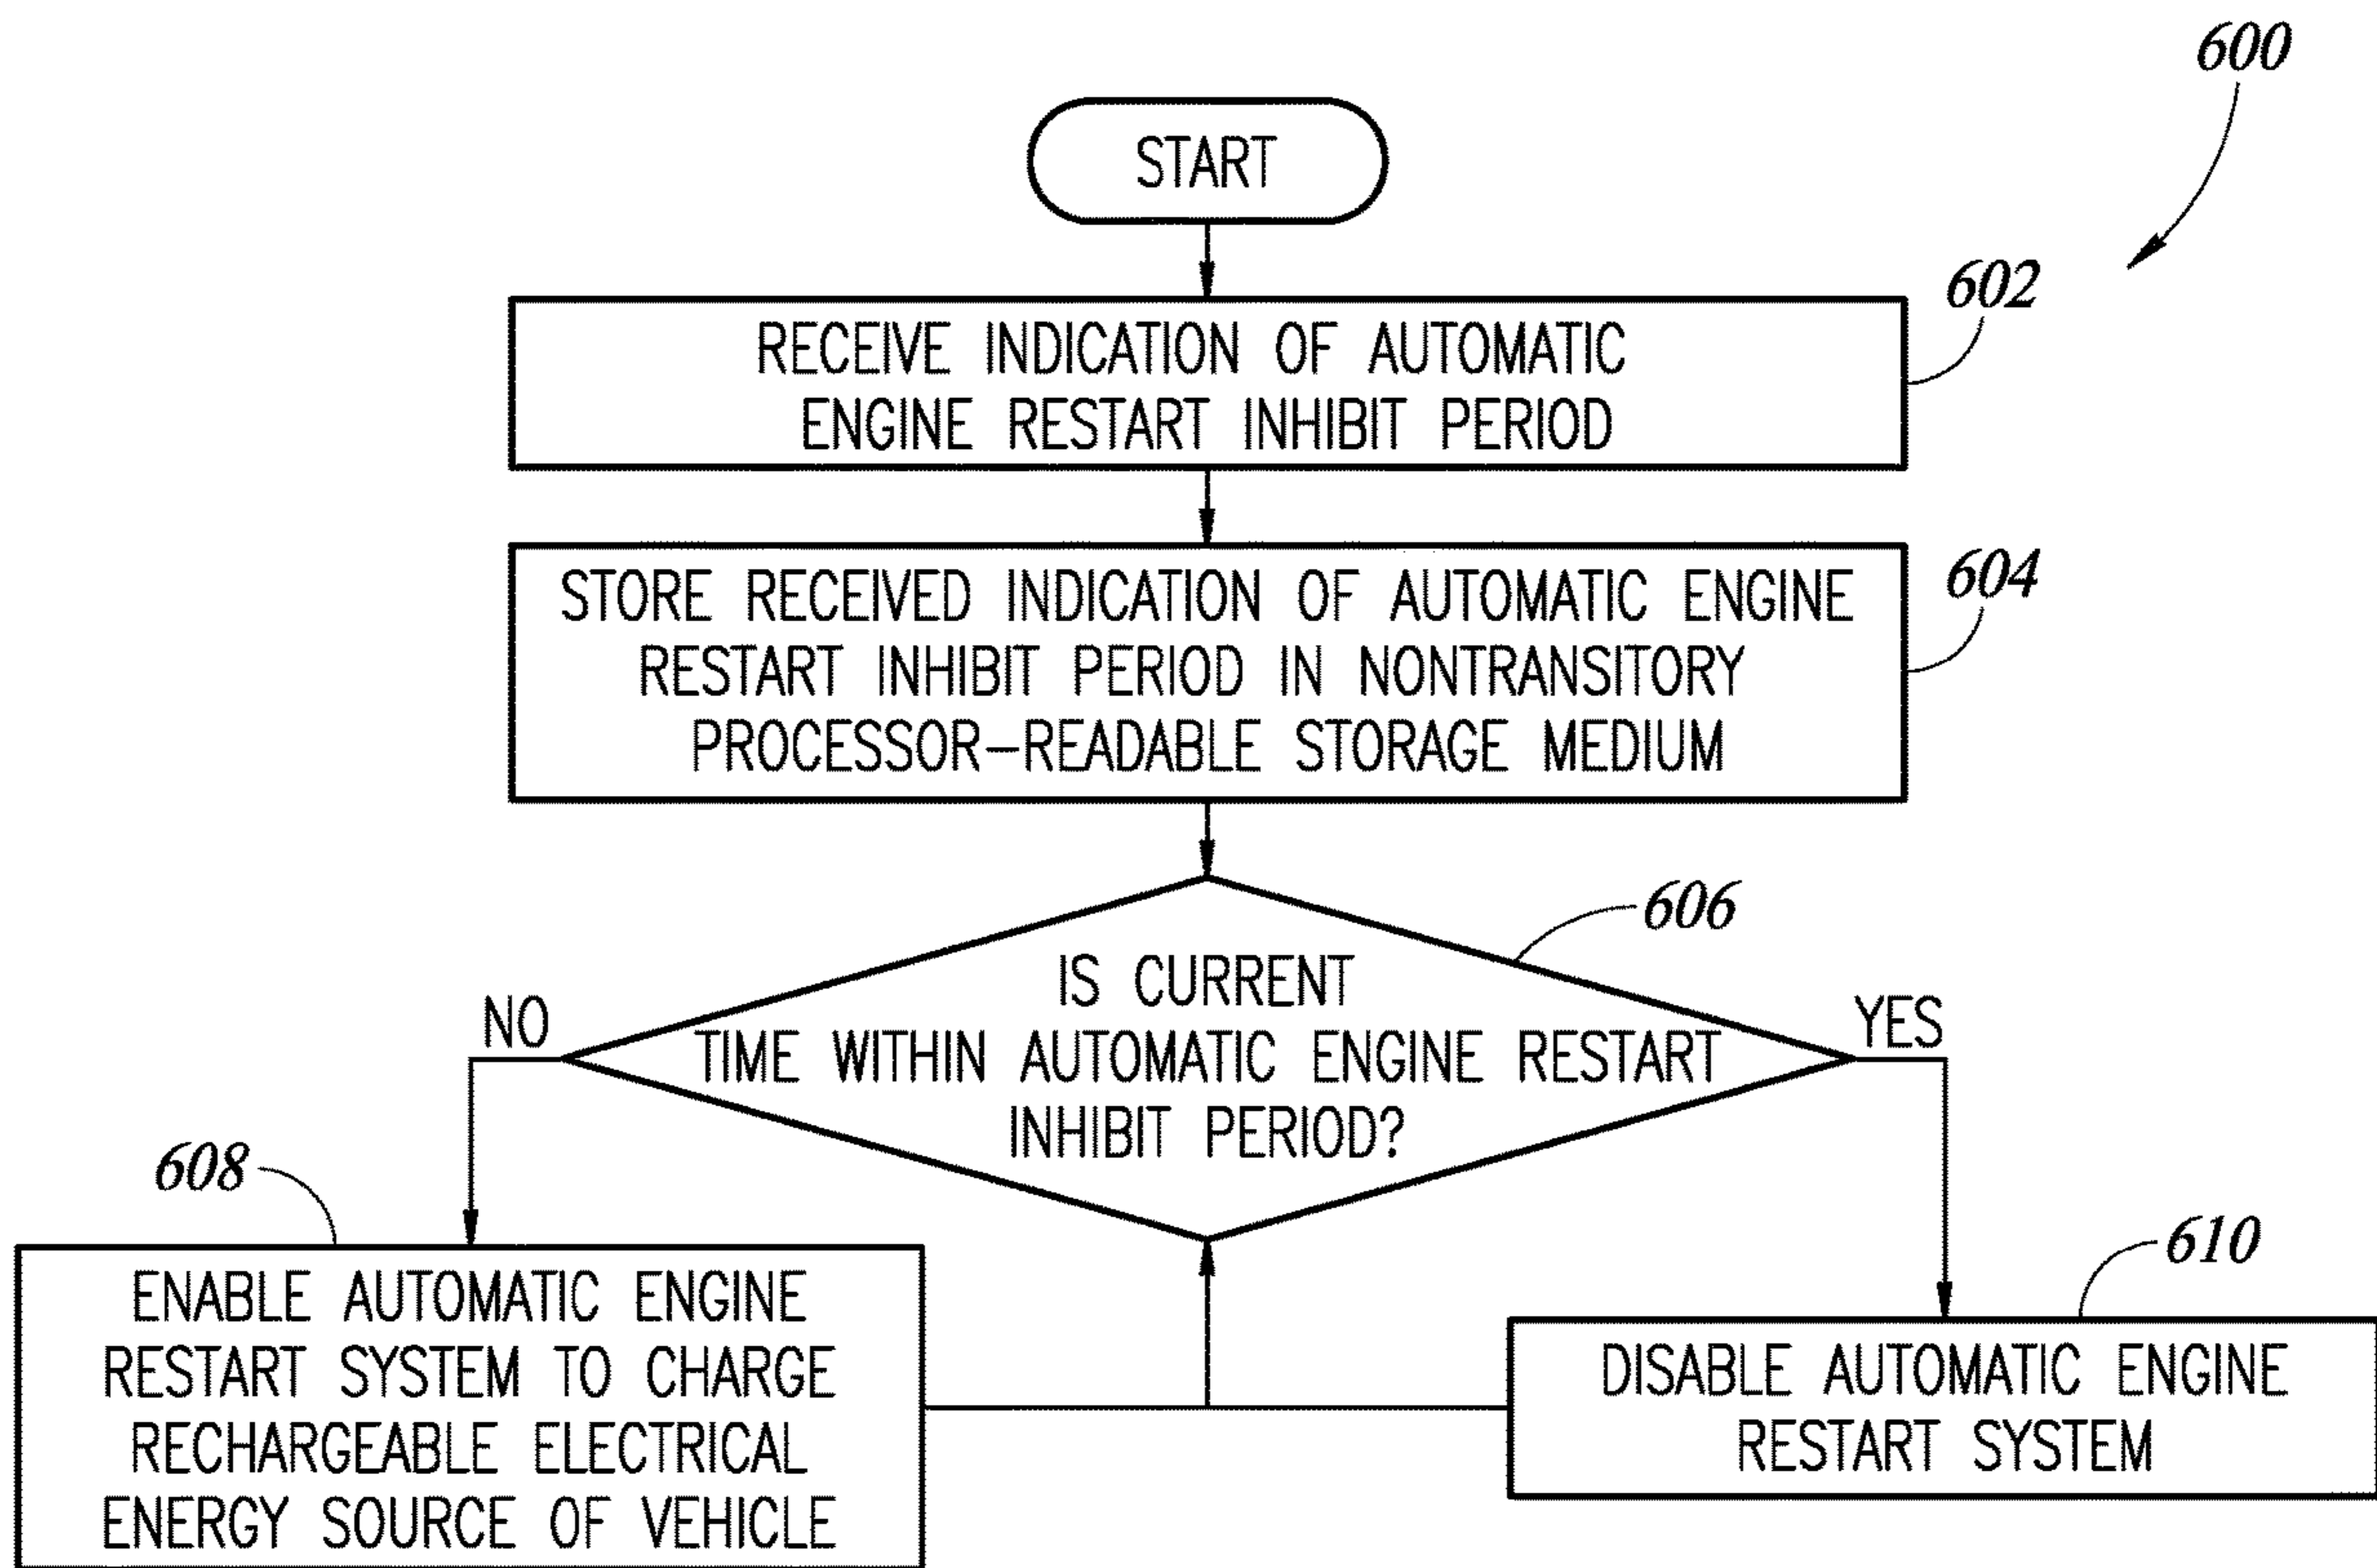 600
START
602
RECEIVE INDICATION OF AUTOMATIC
ENGINE RESTART INHIBIT PERIOD
604
STORE RECEIVED INDICATION OF AUTOMATIC ENGINE
RESTART INHIBIT PERIOD IN NONTRANSITORY
PROCESSOR-READABLE STORAGE MEDIUM
606
IS CURRENT
TIME WITHIN AUTOMATIC ENGINE RESTART
INHIBIT PERIOD?
NO
YES
608
ENABLE AUTOMATIC ENGINE
RESTART SYSTEM TO CHARGE
RECHARGEABLE ELECTRICAL
ENERGY SOURCE OF VEHICLE
610
DISABLE AUTOMATIC ENGINE
RESTART SYSTEM